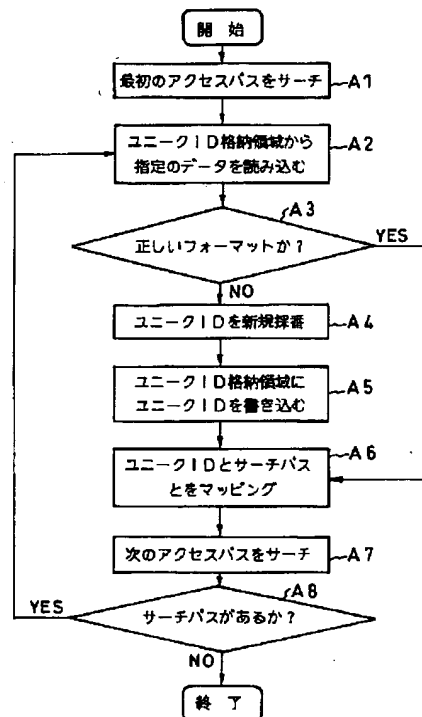 開 始
最初のアクセスパスをサーチ
A1
ユニークID格納領域から
指定のデータを読み込む
A2
A3
正しいフォーマットか?
YES
NO
ユニークIDを新規採番
A4
ユニークID格納領域に
ユニークIDを書き込む
A5
A6
ユニークIDとサーチパス
とをマッピング
次のアクセスパスをサーチ
A7
A8
YES
サーチパスがあるか?
NO
終 了